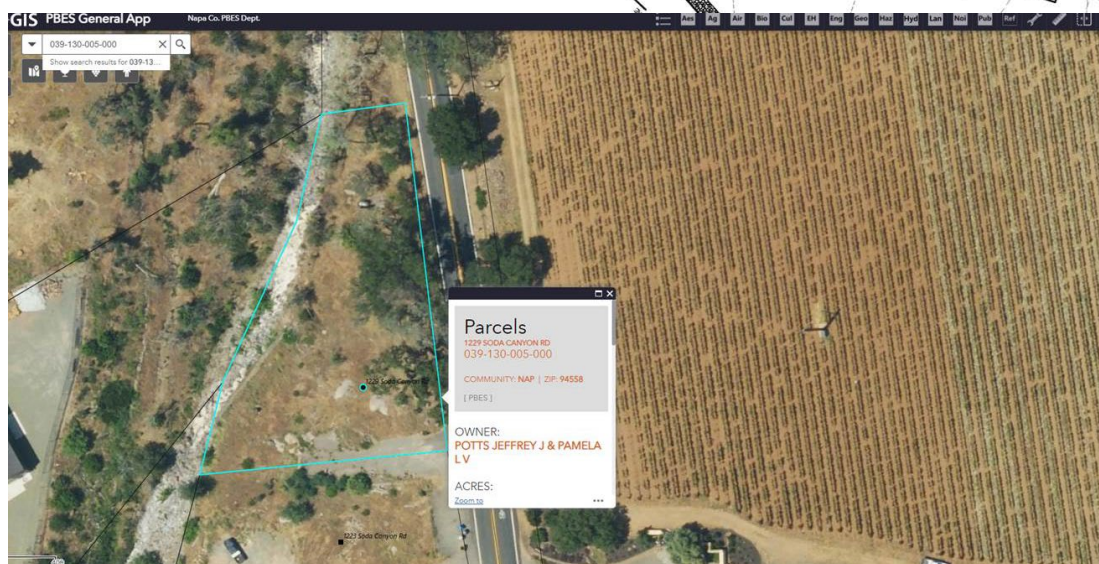 GIS PBES General App Napa Co. PBES Dept. Aes Ag Air Bio Cul EH Eng Geo Haz Hyd Lan Noi Pub Ref
039-130-005-000
Show search results for 039-13...
Parcels
1229 SODA CANYON RD
039-130-005-000
COMMUNITY: NAP | ZIP: 94558
[ PBES ]
1229 Soda Canyon Rd
OWNER:
POTTS JEFFREY J & PAMELA
L V
ACRES:
Zoom to
1223 Soda Canyon Rd